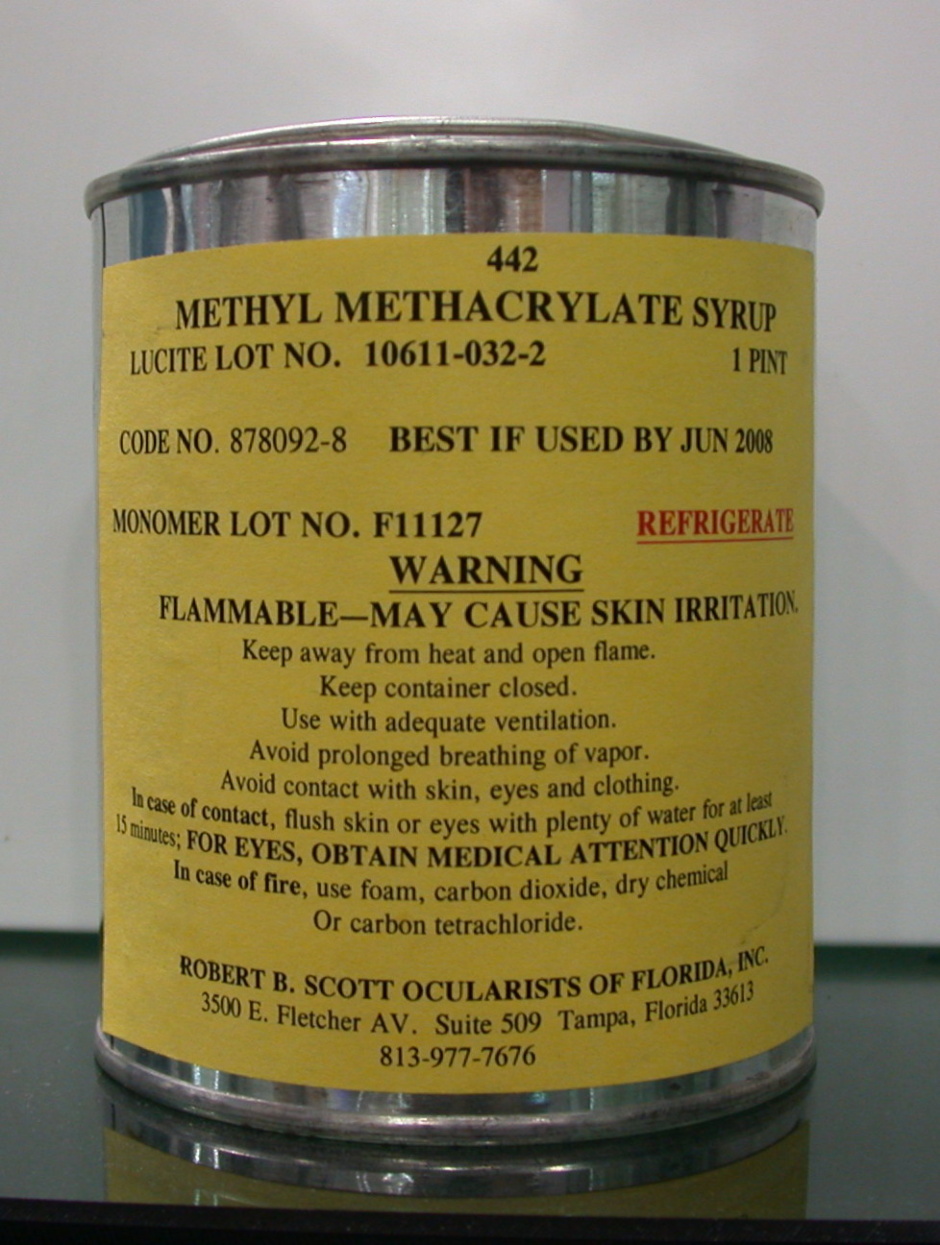 442
METHYL METHACRYLATE SYRUP
LUCITE LOT NO. 10611-032-2 1 PINT
CODE NO. 878092-8 BEST IF USED BY JUN 2008
MONOMER LOT NO. F11127 REFRIGERATE
WARNING
FLAMMABLE—MAY CAUSE SKIN IRRITATION.
Keep away from heat and open flame.
Keep container closed.
Use with adequate ventilation.
Avoid prolonged breathing of vapor.
Avoid contact with skin, eyes and clothing.
In case of contact, flush skin or eyes with plenty of water for at least
15 minutes; FOR EYES, OBTAIN MEDICAL ATTENTION QUICKLY.
In case of fire, use foam, carbon dioxide, dry chemical
Or carbon tetrachloride.
ROBERT B. SCOTT OCULARISTS OF FLORIDA, INC.
3500 E. Fletcher AV. Suite 509 Tampa, Florida 33613
813-977-7676